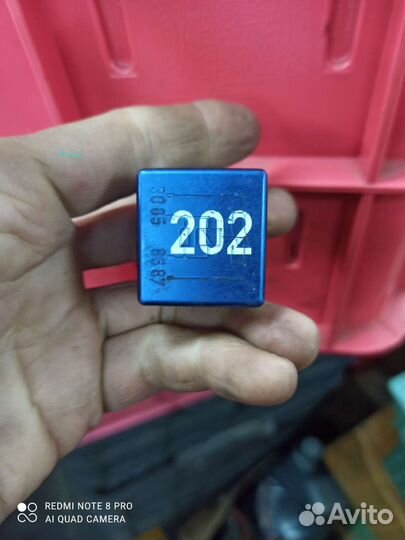 202
REDMI NOTE 8 PRO
AI QUAD CAMERA
Avito